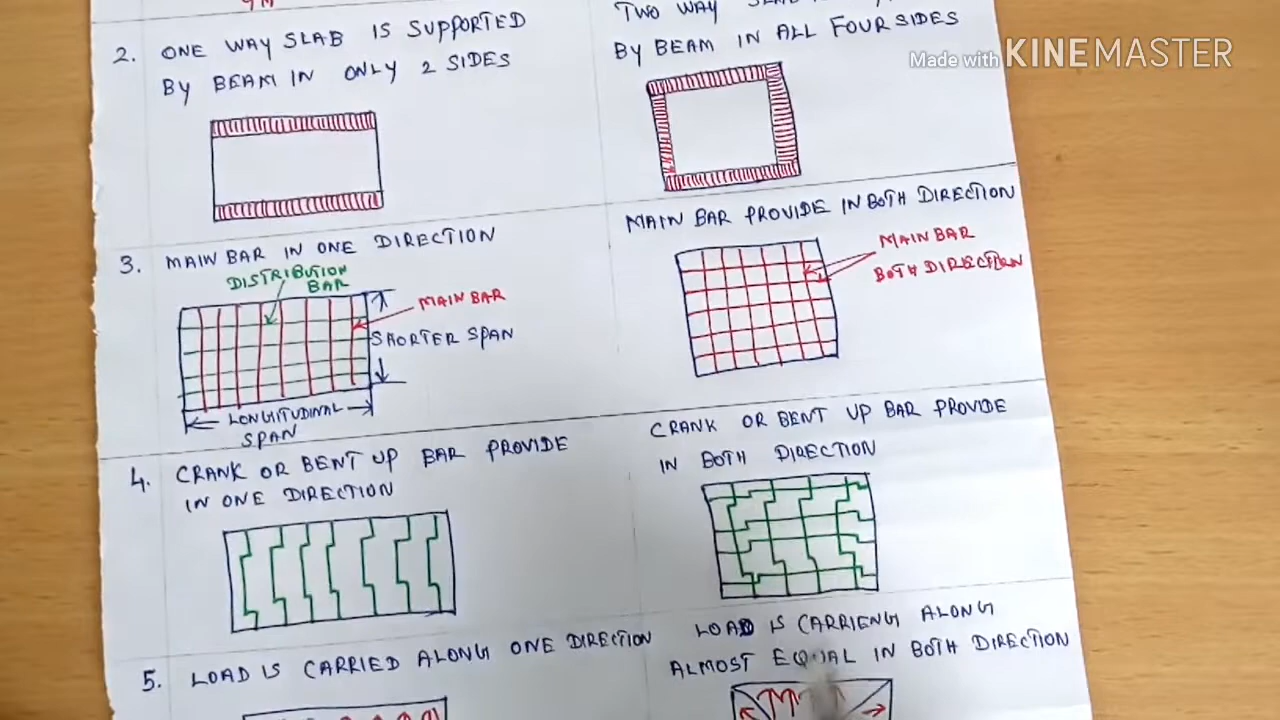 2. ONE WAY SLAB IS SUPPORTED
BY BEAM IN ONLY 2 SIDES
TWO WAY
BY BEAM IN ALL FOUR SIDES
Made with KINEMASTER
3. MAIN BAR IN ONE DIRECTION
DISTRIBUTION
BAR
MAIN BAR
SHORTER SPAN
LONGITUDINAL
SPAN
MAIN BAR PROVIDE IN BOTH DIRECTION
MAIN BAR
BOTH DIRECTION
4. CRANK OR BENT UP BAR PROVIDE
IN ONE DIRECTION
CRANK OR BENT UP BAR PROVIDE
IN BOTH DIRECTION
5. LOAD IS CARRIED ALONG ONE DIRECTION
LOAD IS CARRIENG ALONG
ALMOST EQUAL IN BOTH DIRECTION